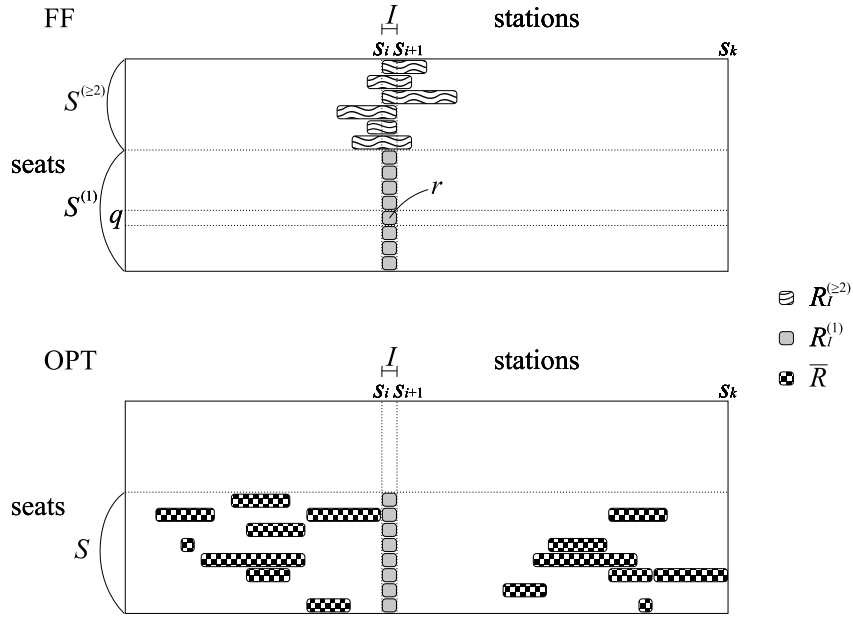 FF
I
stations
s_i s_{i+1}
s_k
S^{(≥2)}
seats
S^{(1)}
q
r
R_I^{(≥2)}
R_I^{(1)}
\overline{R}
OPT
I
stations
s_i s_{i+1}
s_k
seats
S